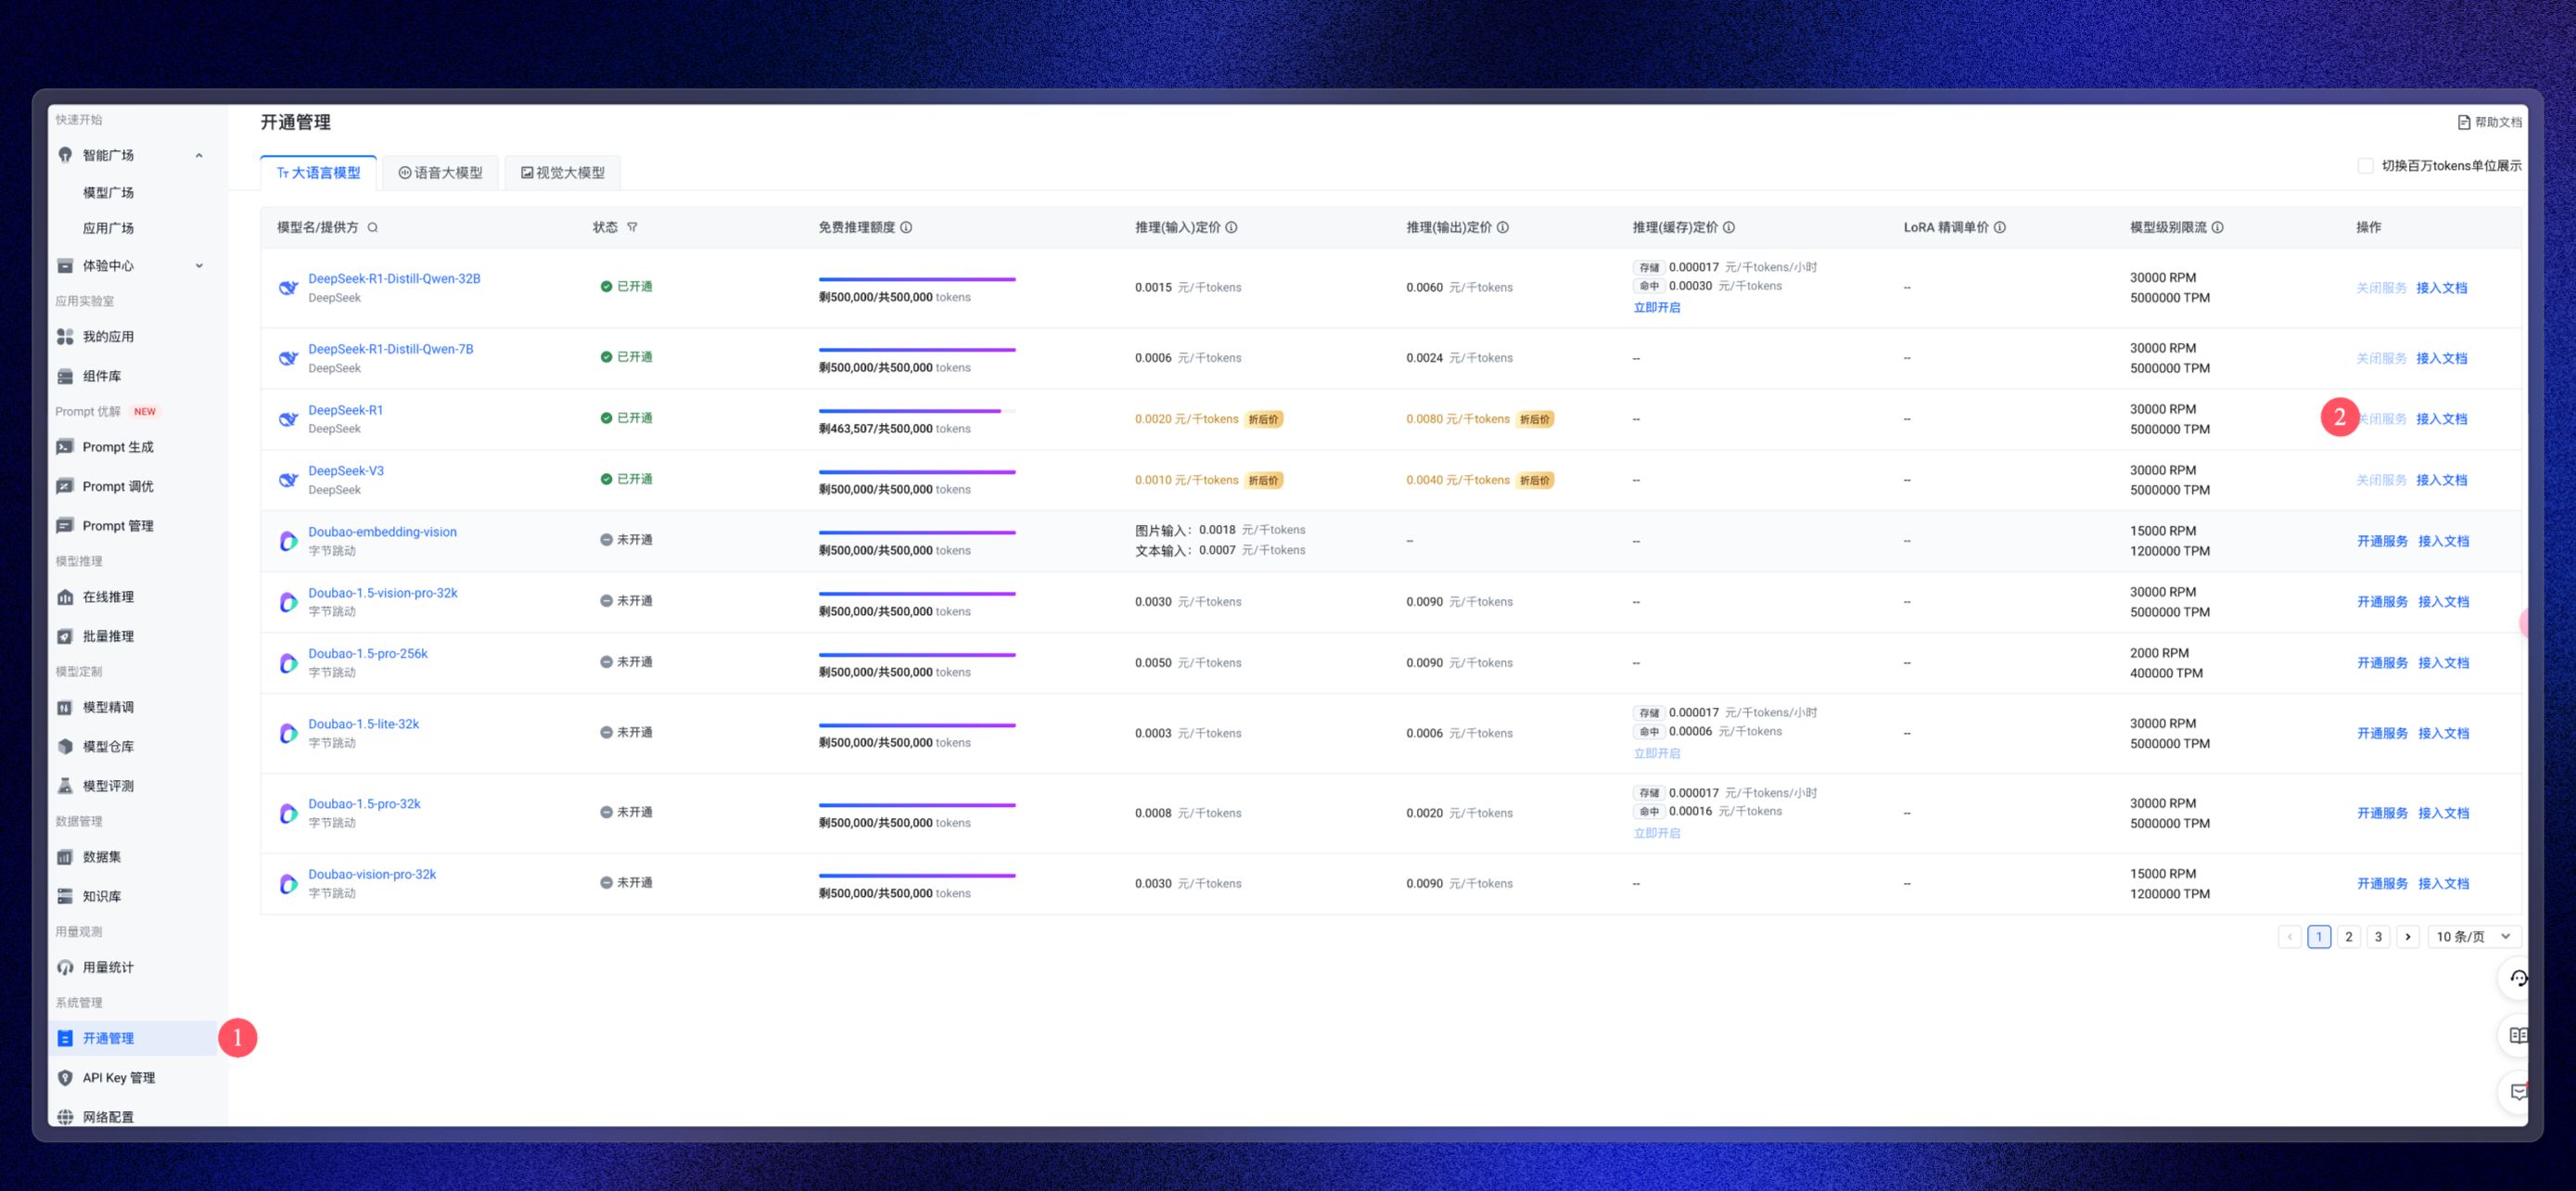 快速开始
智能广场
模型广场
应用广场
体验中心
应用实验室
我的应用
组件库
Prompt 优解 NEW
Prompt 生成
Prompt 调优
Prompt 管理
模型推理
在线推理
批量推理
模型定制
模型精调
模型仓库
模型评测
数据管理
数据集
知识库
用量观测
用量统计
系统管理
开通管理
1
API Key 管理
网络配置
开通管理
帮助文档
大语言模型 语音大模型 视觉大模型
切换百万tokens单位展示
模型名/提供方 状态 免费推理额度 推理(输入)定价 推理(输出)定价 推理(缓存)定价 LoRA 精调单价 模型级别限流 操作
DeepSeek-R1-Distill-Qwen-32B
DeepSeek
已开通
剩500,000/共500,000 tokens
0.0015 元/千tokens
0.0060 元/千tokens
存储 0.000017 元/千tokens/小时
命中 0.00030 元/千tokens
立即开启
--
30000 RPM
5000000 TPM
关闭服务 接入文档
DeepSeek-R1-Distill-Qwen-7B
DeepSeek
已开通
剩500,000/共500,000 tokens
0.0006 元/千tokens
0.0024 元/千tokens
--
--
30000 RPM
5000000 TPM
关闭服务 接入文档
DeepSeek-R1
DeepSeek
已开通
剩463,507/共500,000 tokens
0.0020 元/千tokens 折后价
0.0080 元/千tokens 折后价
--
--
30000 RPM
5000000 TPM
2
关闭服务 接入文档
DeepSeek-V3
DeepSeek
已开通
剩500,000/共500,000 tokens
0.0010 元/千tokens 折后价
0.0040 元/千tokens 折后价
--
--
30000 RPM
5000000 TPM
关闭服务 接入文档
Doubao-embedding-vision
字节跳动
未开通
剩500,000/共500,000 tokens
图片输入: 0.0018 元/千tokens
文本输入: 0.0007 元/千tokens
--
--
--
15000 RPM
1200000 TPM
开通服务 接入文档
Doubao-1.5-vision-pro-32k
字节跳动
未开通
剩500,000/共500,000 tokens
0.0030 元/千tokens
0.0090 元/千tokens
--
--
30000 RPM
5000000 TPM
开通服务 接入文档
Doubao-1.5-pro-256k
字节跳动
未开通
剩500,000/共500,000 tokens
0.0050 元/千tokens
0.0090 元/千tokens
--
--
2000 RPM
400000 TPM
开通服务 接入文档
Doubao-1.5-lite-32k
字节跳动
未开通
剩500,000/共500,000 tokens
0.0003 元/千tokens
0.0006 元/千tokens
存储 0.000017 元/千tokens/小时
命中 0.00006 元/千tokens
立即开启
--
30000 RPM
5000000 TPM
开通服务 接入文档
Doubao-1.5-pro-32k
字节跳动
未开通
剩500,000/共500,000 tokens
0.0008 元/千tokens
0.0020 元/千tokens
存储 0.000017 元/千tokens/小时
命中 0.00016 元/千tokens
立即开启
--
30000 RPM
5000000 TPM
开通服务 接入文档
Doubao-vision-pro-32k
字节跳动
未开通
剩500,000/共500,000 tokens
0.0030 元/千tokens
0.0090 元/千tokens
--
--
15000 RPM
1200000 TPM
开通服务 接入文档
1 2 3 10 条/页